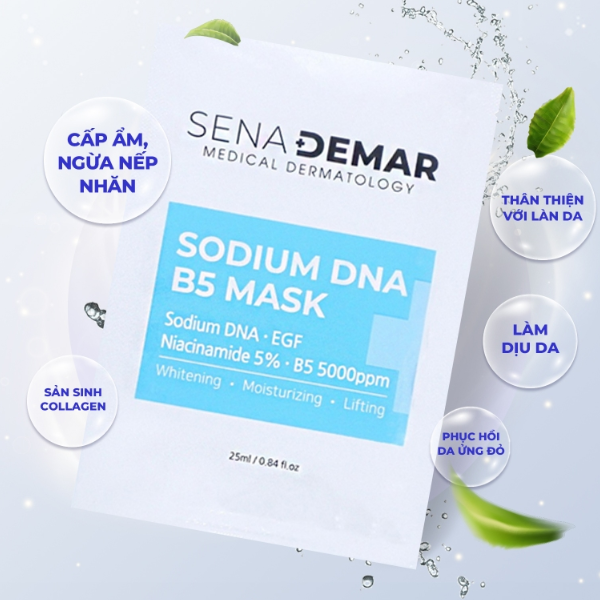 SENA DEMAR
MEDICAL DERMATOLOGY
SODIUM DNA
B5 MASK
Sodium DNA · EGF
Niacinamide 5% · B5 5000ppm
Whitening · Moisturizing · Lifting
25ml / 0.84 fl.oz
CẤP ẨM,
NGỪA NẾP
NHĂN
SẢN SINH
COLLAGEN
THÂN THIỆN
VỚI LÀN DA
LÀM
DỊU DA
PHỤC HỒI
DA ỬNG ĐỎ